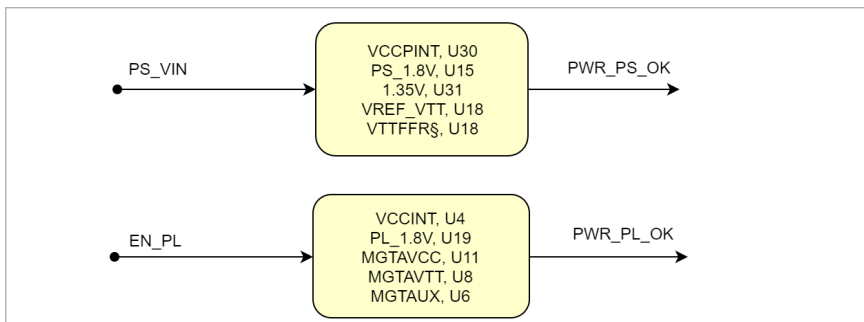 PS_VIN
VCCPINT, U30
PS_1.8V, U15
1.35V, U31
VREF_VTT, U18
VTTFFR§, U18
PWR_PS_OK
EN_PL
VCCINT, U4
PL_1.8V, U19
MGTAVCC, U11
MGTAVTT, U8
MGTAUX, U6
PWR_PL_OK